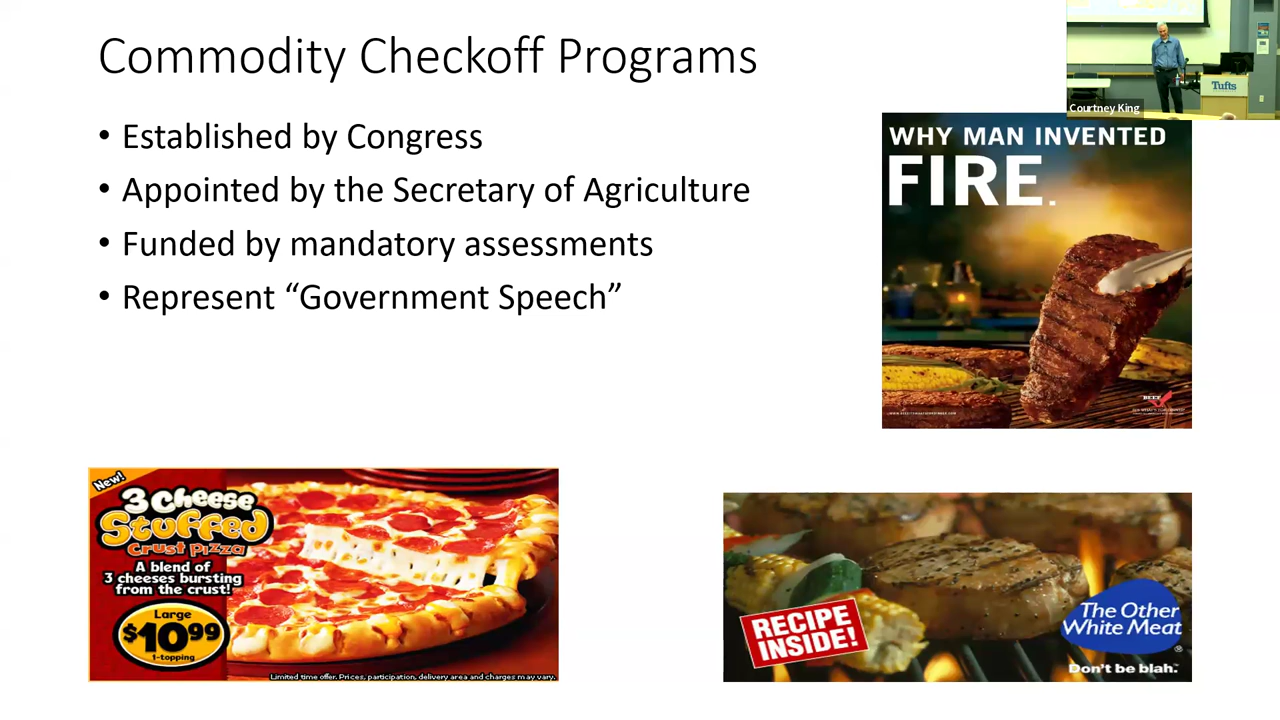 Commodity Checkoff Programs
• Established by Congress
• Appointed by the Secretary of Agriculture
• Funded by mandatory assessments
• Represent “Government Speech”
Tufts
Courtney King
WHY MAN INVENTED
FIRE.
BEEF
New!
3 Cheese
Stuffed
Crust Pizza
A blend of
3 cheeses bursting
from the crust!
Large
$10.99
1-topping
Limited time offer. Prices, participation, delivery area and charges may vary.
RECIPE
INSIDE!
The Other
White Meat
®
Don't be blah.™